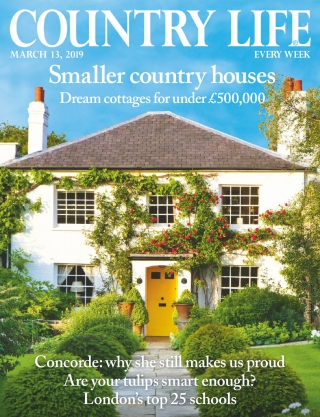 COUNTRY LIFE
MARCH 13, 2019
EVERY WEEK
Smaller country houses
Dream cottages for under £500,000
Concorde: why she still makes us proud
Are your tulips smart enough?
London's top 25 schools